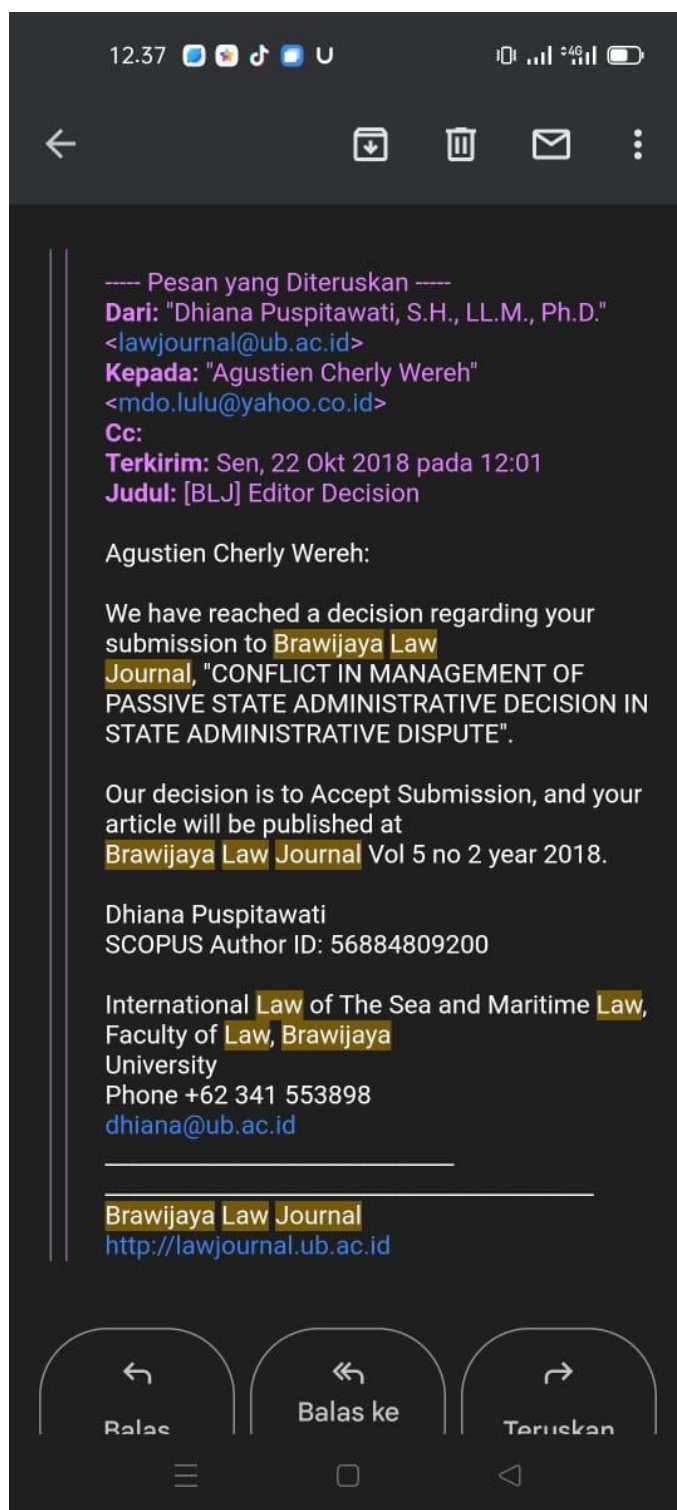 12.37
4G
----- Pesan yang Diteruskan -----
Dari: "Dhiana Puspitawati, S.H., LL.M., Ph.D."
<lawjournal@ub.ac.id>
Kepada: "Agustien Cherly Wereh"
<mdo.lulu@yahoo.co.id>
Cc:
Terkirim: Sen, 22 Okt 2018 pada 12:01
Judul: [BLJ] Editor Decision
Agustien Cherly Wereh:
We have reached a decision regarding your
submission to Brawijaya Law
Journal, "CONFLICT IN MANAGEMENT OF
PASSIVE STATE ADMINISTRATIVE DECISION IN
STATE ADMINISTRATIVE DISPUTE".
Our decision is to Accept Submission, and your
article will be published at
Brawijaya Law Journal Vol 5 no 2 year 2018.
Dhiana Puspitawati
SCOPUS Author ID: 56884809200
International Law of The Sea and Maritime Law,
Faculty of Law, Brawijaya
University
Phone +62 341 553898
dhiana@ub.ac.id
Brawijaya Law Journal
http://lawjournal.ub.ac.id
Balas
Balas ke
Teruskan